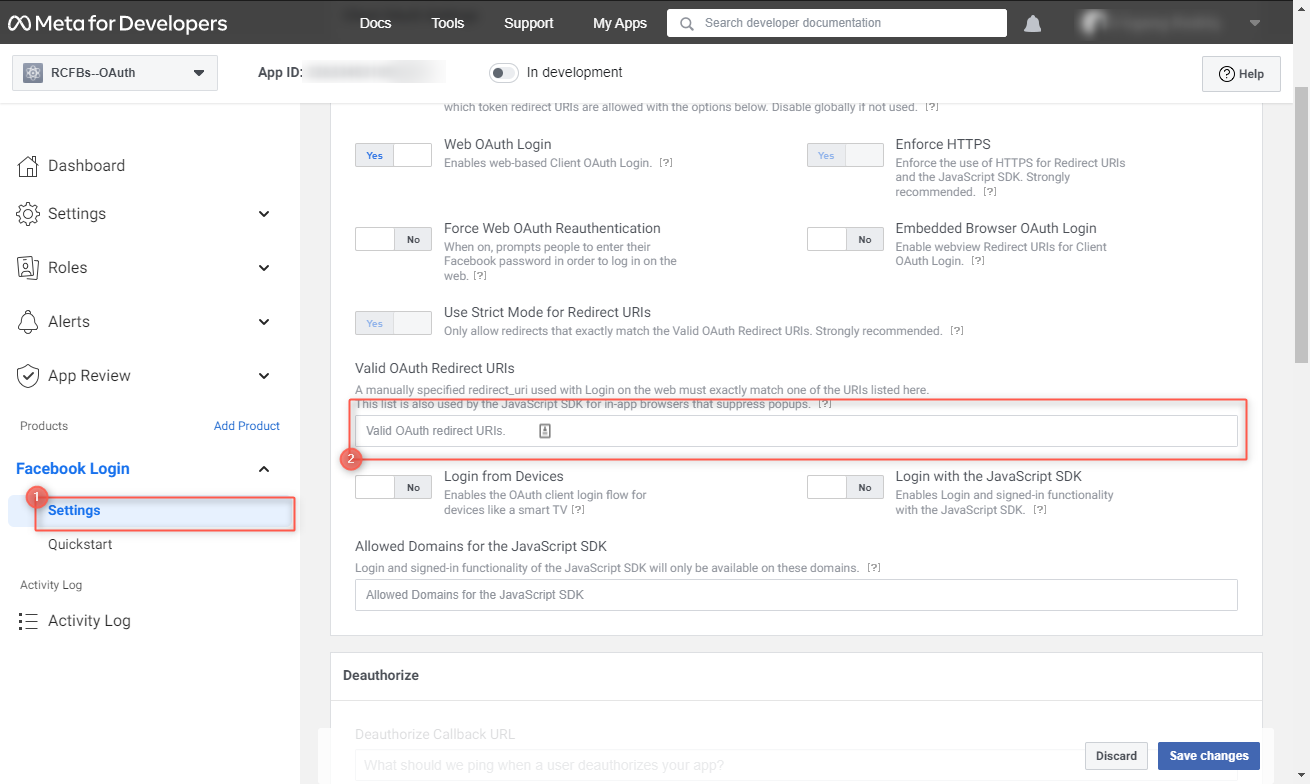 Meta for Developers
Docs
Tools
Support
My Apps
Search developer documentation
RCFBs--OAuth
App ID:
In development
Help
Dashboard
Settings
Roles
Alerts
App Review
Products
Add Product
Facebook Login
1
Settings
Quickstart
Activity Log
Activity Log
which token redirect URIs are allowed with the options below. Disable globally if not used. [?]
Yes
Web OAuth Login
Enables web-based Client OAuth Login. [?]
Yes
Enforce HTTPS
Enforce the use of HTTPS for Redirect URIs
and the JavaScript SDK. Strongly
recommended. [?]
No
Force Web OAuth Reauthentication
When on, prompts people to enter their
Facebook password in order to log in on the
web. [?]
No
Embedded Browser OAuth Login
Enable webview Redirect URIs for Client
OAuth Login. [?]
Yes
Use Strict Mode for Redirect URIs
Only allow redirects that exactly match the Valid OAuth Redirect URIs. Strongly recommended. [?]
Valid OAuth Redirect URIs
A manually specified redirect_uri used with Login on the web must exactly match one of the URIs listed here.
This list is also used by the JavaScript SDK for in-app browsers that suppress popups. [?]
Valid OAuth redirect URIs.
2
No
Login from Devices
Enables the OAuth client login flow for
devices like a smart TV [?]
No
Login with the JavaScript SDK
Enables Login and signed-in functionality
with the JavaScript SDK. [?]
Allowed Domains for the JavaScript SDK
Login and signed-in functionality of the JavaScript SDK will only be available on these domains. [?]
Allowed Domains for the JavaScript SDK
Deauthorize
Deauthorize Callback URL
What should we ping when a user deauthorizes your app?
Discard
Save changes